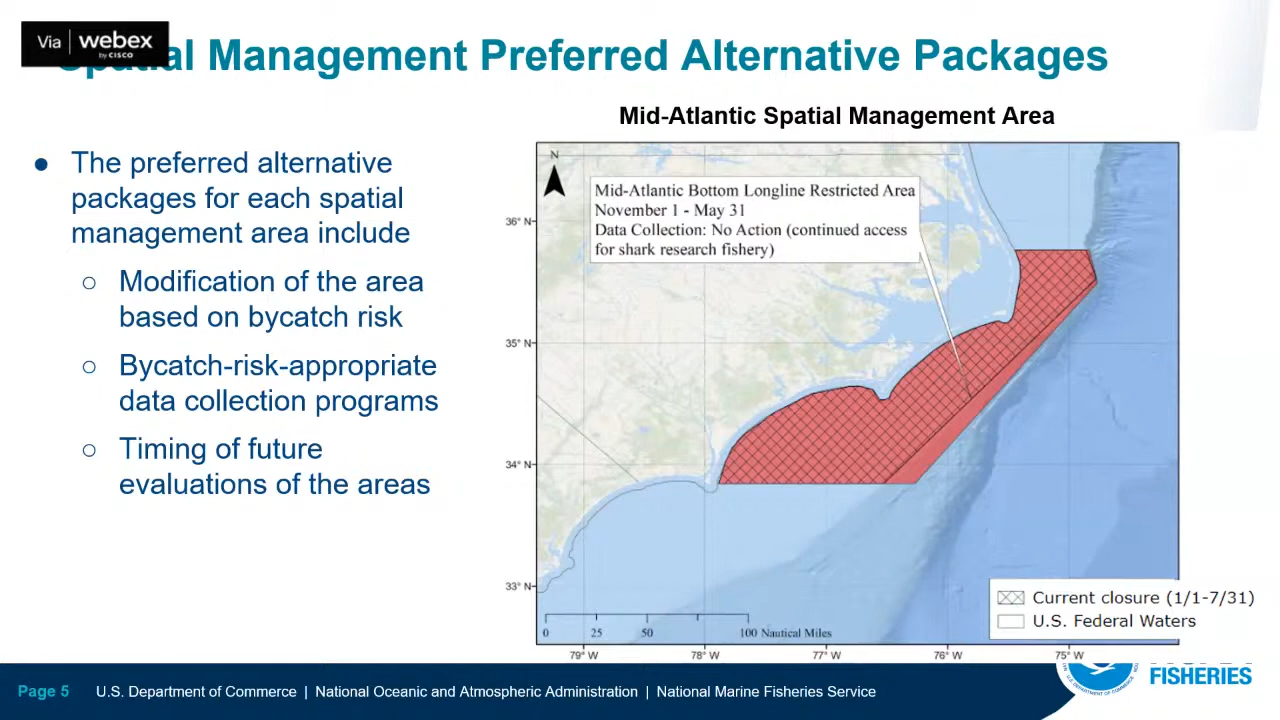 Via webex
by CISCO
Spatial Management Preferred Alternative Packages
Mid-Atlantic Spatial Management Area
● The preferred alternative
packages for each spatial
management area include
○ Modification of the area
based on bycatch risk
○ Bycatch-risk-appropriate
data collection programs
○ Timing of future
evaluations of the areas
N
Mid-Atlantic Bottom Longline Restricted Area
November 1 - May 31
Data Collection: No Action (continued access
for shark research fishery)
36° N
35° N
34° N
33° N
0 25 50 100 Nautical Miles
Current closure (1/1-7/31)
U.S. Federal Waters
79° W 78° W 77° W 76° W 75° W
FISHERIES
Page 5 U.S. Department of Commerce | National Oceanic and Atmospheric Administration | National Marine Fisheries Service